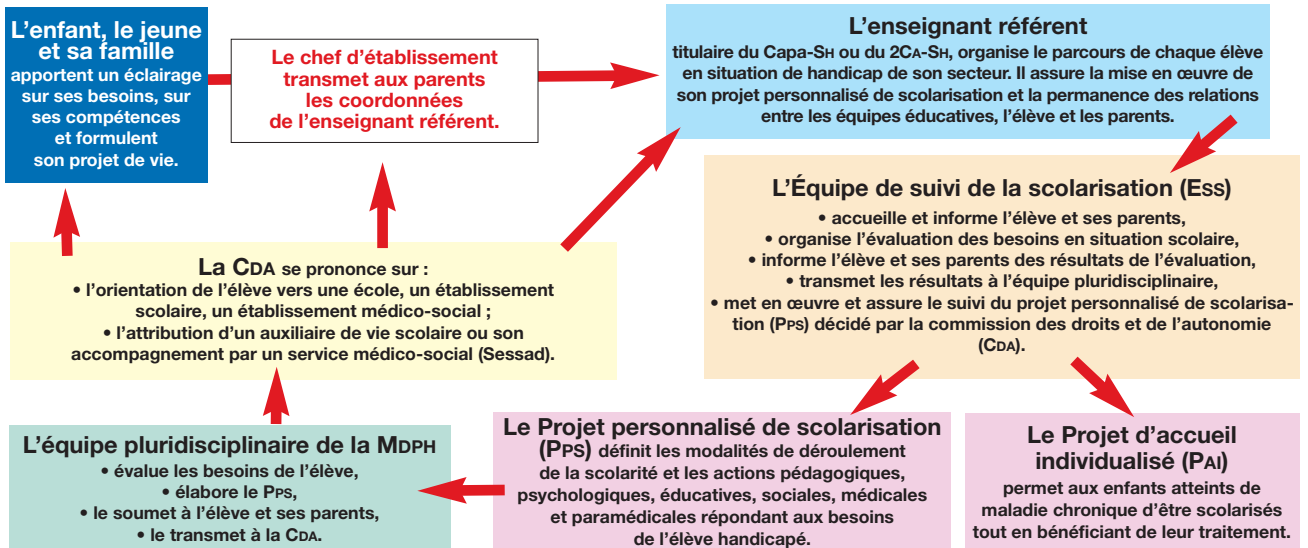 L'enfant, le jeune
et sa famille
apportent un éclairage
sur ses besoins, sur
ses compétences
et formulent
son projet de vie.
Le chef d'établissement
transmet aux parents
les coordonnées
de l'enseignant référent.
L'enseignant référent
titulaire du Capa-SH ou du 2CA-SH, organise le parcours de chaque élève
en situation de handicap de son secteur. Il assure la mise en œuvre de
son projet personnalisé de scolarisation et la permanence des relations
entre les équipes éducatives, l'élève et les parents.
L'Équipe de suivi de la scolarisation (ESS)
• accueille et informe l'élève et ses parents,
• organise l'évaluation des besoins en situation scolaire,
• informe l'élève et ses parents des résultats de l'évaluation,
• transmet les résultats à l'équipe pluridisciplinaire,
• met en œuvre et assure le suivi du projet personnalisé de scolarisa-
tion (PPS) décidé par la commission des droits et de l'autonomie
(CDA).
La CDA se prononce sur :
• l'orientation de l'élève vers une école, un établissement
scolaire, un établissement médico-social ;
• l'attribution d'un auxiliaire de vie scolaire ou son
accompagnement par un service médico-social (Sessad).
L'équipe pluridisciplinaire de la MDPH
• évalue les besoins de l'élève,
• élabore le PPS,
• le soumet à l'élève et ses parents,
• le transmet à la CDA.
Le Projet personnalisé de scolarisation
(PPS) définit les modalités de déroulement
de la scolarité et les actions pédagogiques,
psychologiques, éducatives, sociales, médicales
et paramédicales répondant aux besoins
de l'élève handicapé.
Le Projet d'accueil
individualisé (PAI)
permet aux enfants atteints de
maladie chronique d'être scolarisés
tout en bénéficiant de leur traitement.